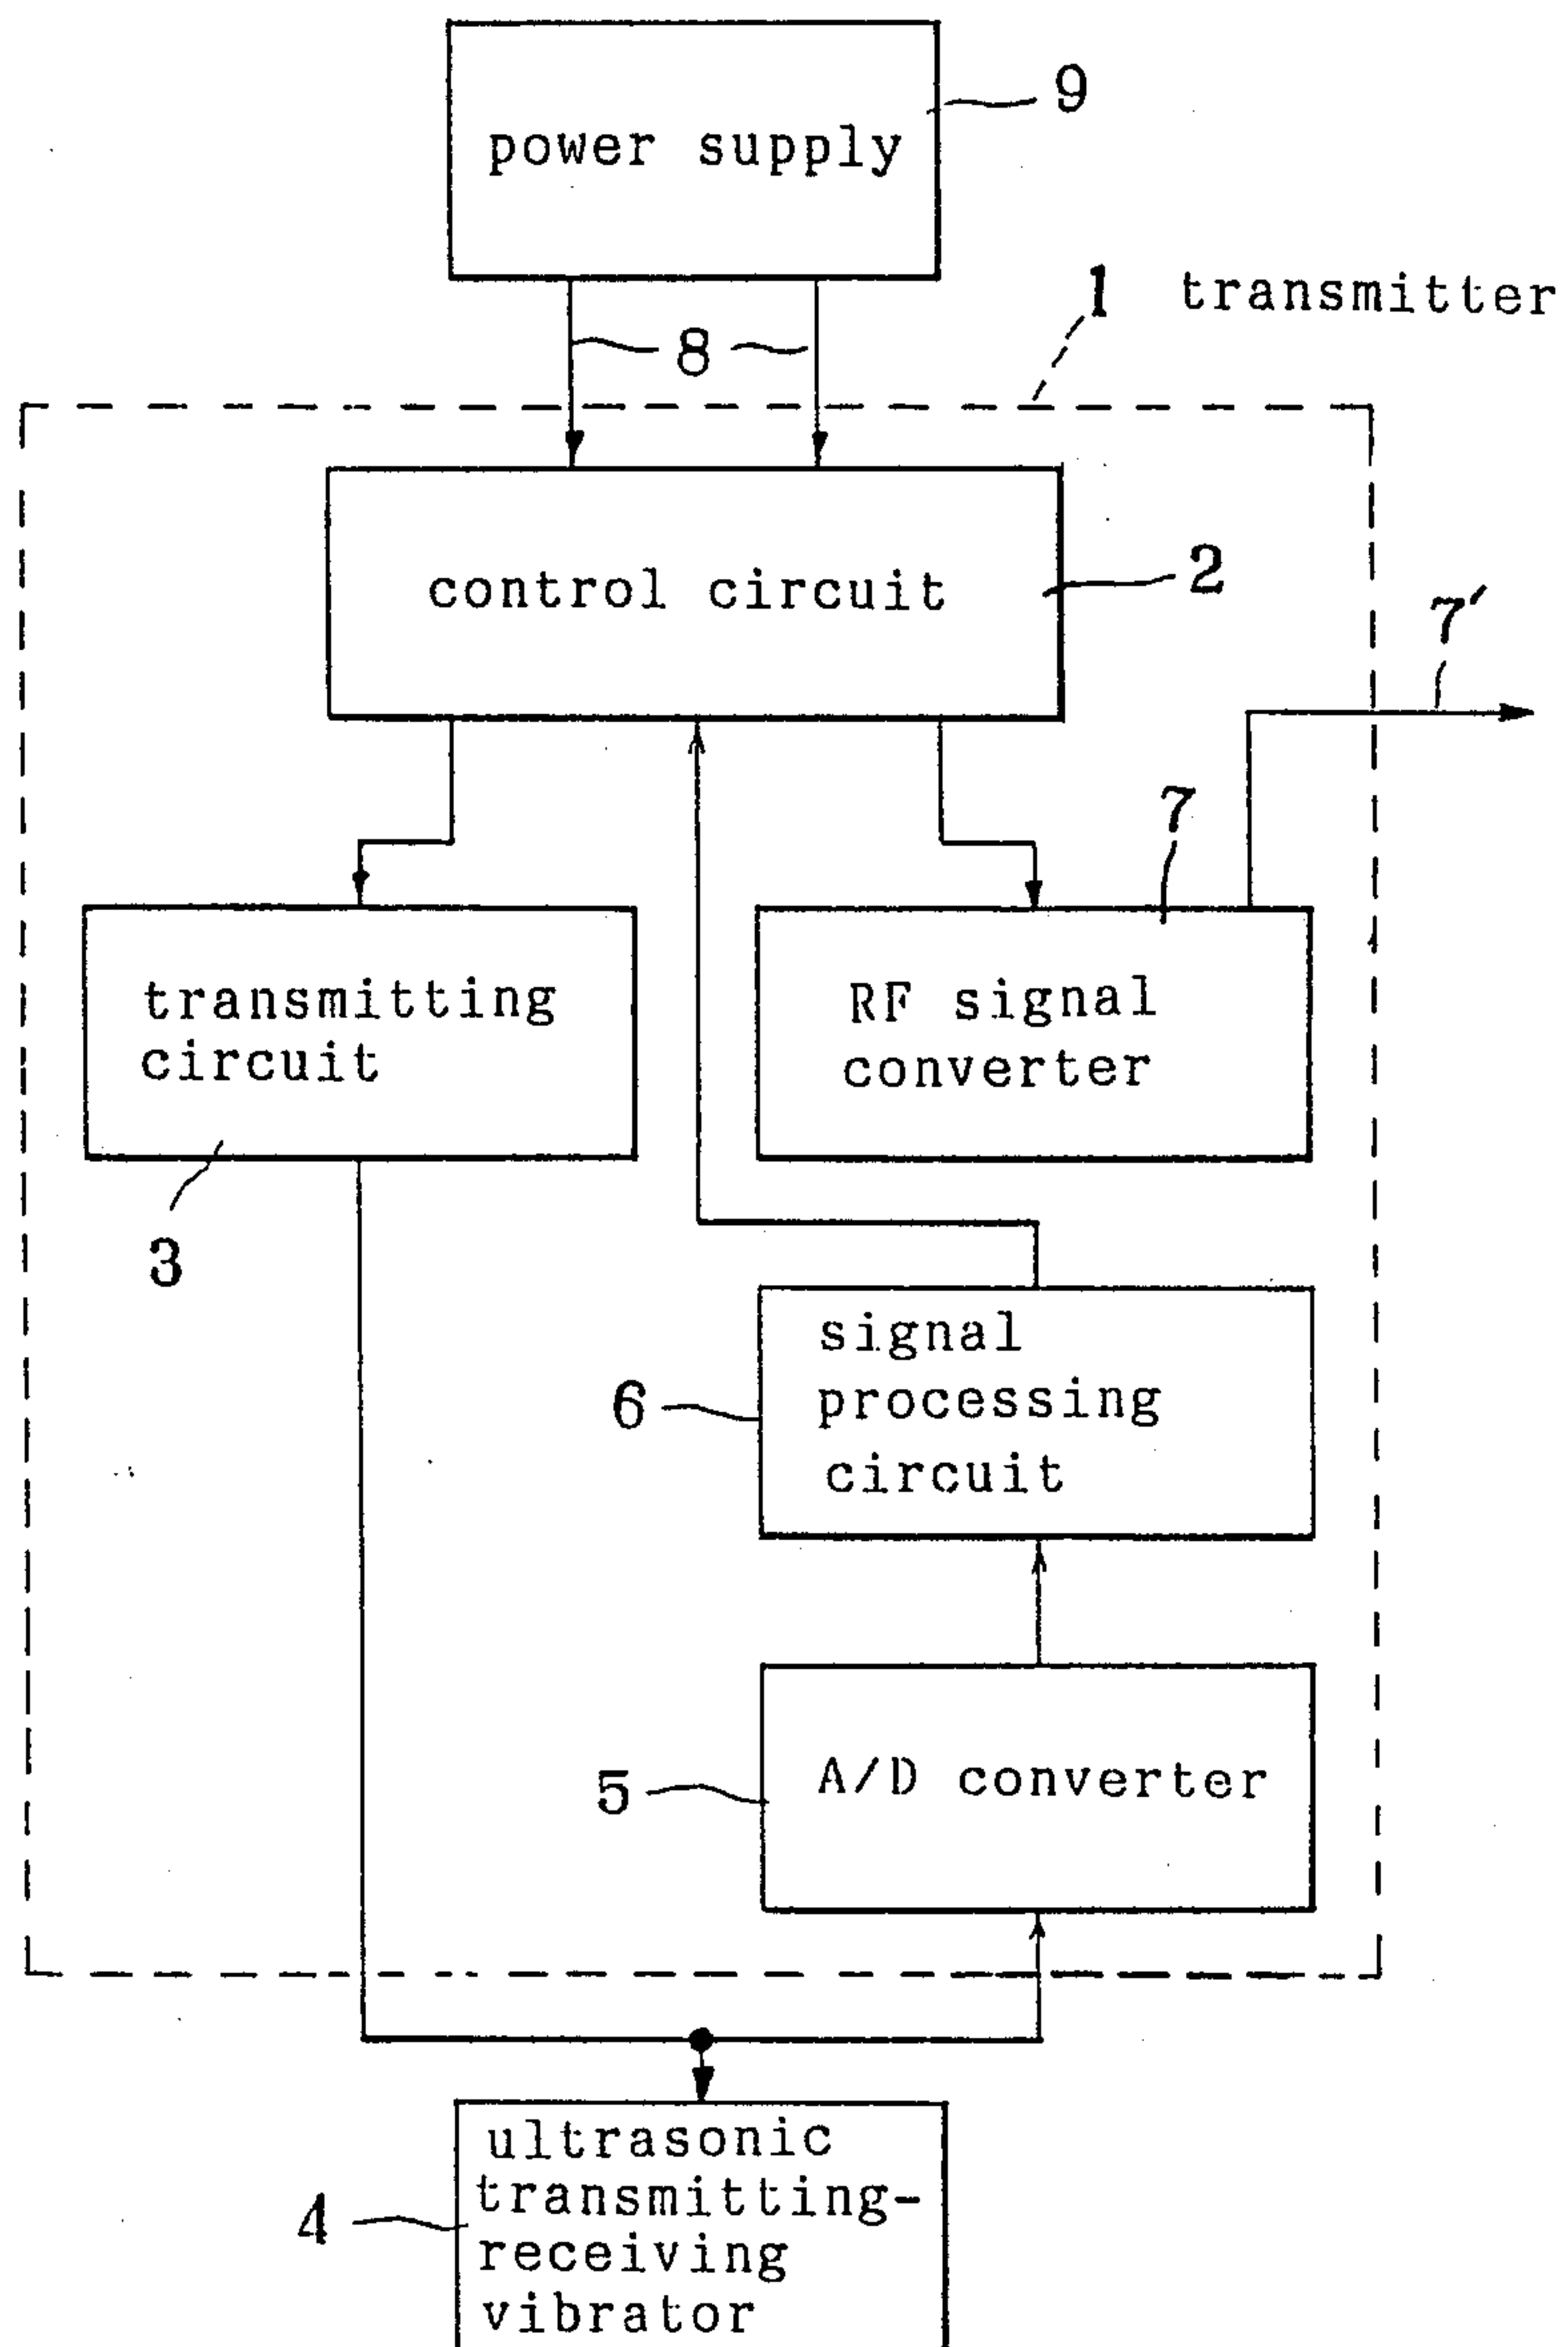 power supply
9
1 transmitter
8
control circuit
2
7′
7
transmitting
circuit
RF signal
converter
3
signal
processing
circuit
6
A/D converter
5
ultrasonic
transmitting-
receiving
vibrator
4